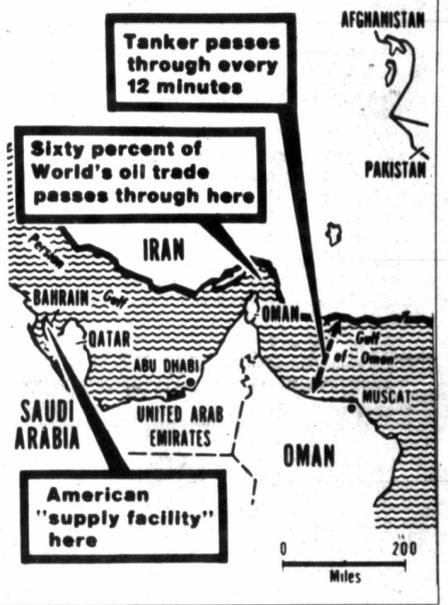 AFGHANISTAN
Tanker passes
through every
12 minutes
Sixty percent of
World's oil trade
passes through here
PAKISTAN
IRAN
Persian
Gulf
BAHRAIN
OMAN
QATAR
Gulf
of Oman
ABU DHABI
MUSCAT
SAUDI
ARABIA
UNITED ARAB
EMIRATES
OMAN
American
"supply facility"
here
0 200
Miles